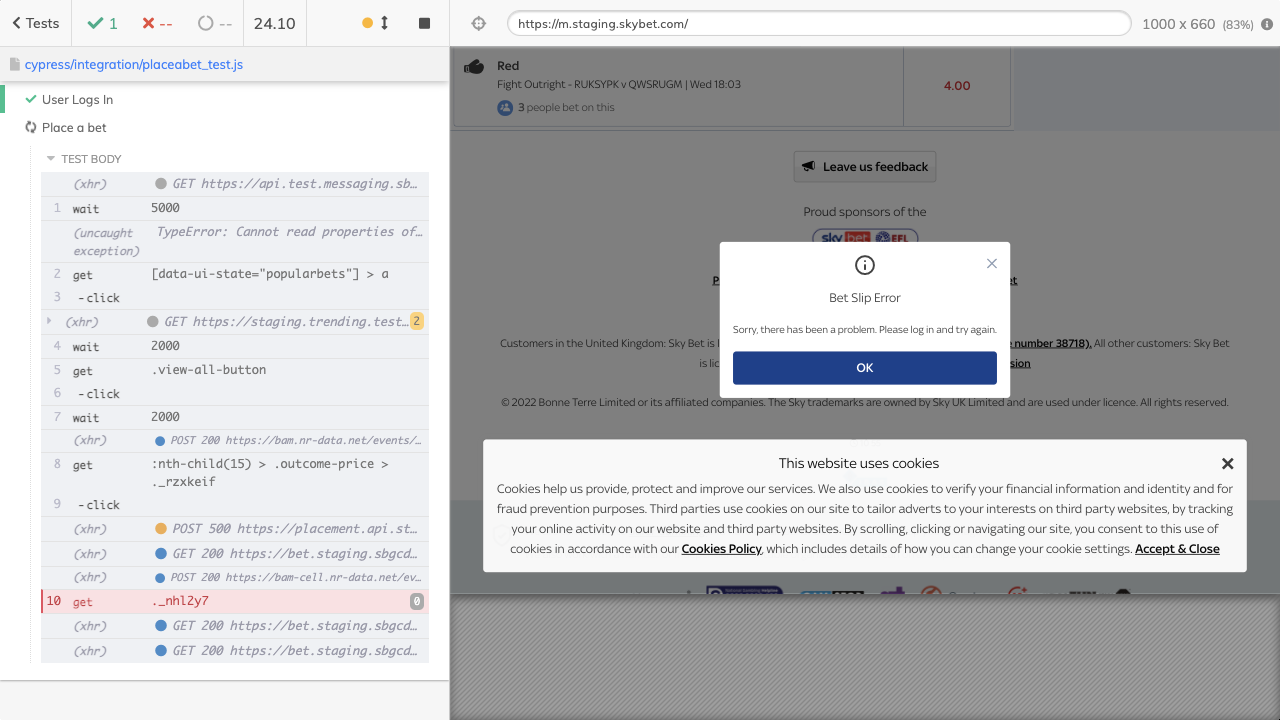 Tests
1
--
--
24.10
https://m.staging.skybet.com/
1000 x 660 (83%)
cypress/integration/placeabet_test.js
User Logs In
Place a bet
TEST BODY
(xhr) GET https://api.test.messaging.sb…
1 wait 5000
(uncaught exception) TypeError: Cannot read properties of…
2 get [data-ui-state="popularbets"] > a
3 -click
(xhr) GET https://staging.trending.test… 2
4 wait 2000
5 get .view-all-button
6 -click
7 wait 2000
(xhr) POST 200 https://bam.nr-data.net/events/…
8 get :nth-child(15) > .outcome-price >
._rzxkeif
9 -click
(xhr) POST 500 https://placement.api.st…
(xhr) GET 200 https://bet.staging.sbgcd…
(xhr) POST 200 https://bam-cell.nr-data.net/ev…
10 get ._nhl2y7 0
(xhr) GET 200 https://bet.staging.sbgcd…
(xhr) GET 200 https://bet.staging.sbgcd…
Red
Fight Outright - RUKSYPK v QWSRUGM | Wed 18:03
3 people bet on this
4.00
Leave us feedback
Proud sponsors of the
sky bet EFL
Bet Slip Error
Sorry, there has been a problem. Please log in and try again.
OK
Customers in the United Kingdom: Sky Bet is
number 38718). All other customers: Sky Bet
is
© 2022 Bonne Terre Limited or its affiliated companies. The Sky trademarks are owned by Sky UK Limited and are used under licence. All rights reserved.
This website uses cookies
Cookies help us provide, protect and improve our services. We also use cookies to verify your financial information and identity and for
fraud prevention purposes. Third parties use cookies on our site to tailor adverts to your interests on third party websites, by tracking
your online activity on our website and third party websites. By scrolling, clicking or navigating our site, you consent to this use of
cookies in accordance with our Cookies Policy, which includes details of how you can change your cookie settings. Accept & Close